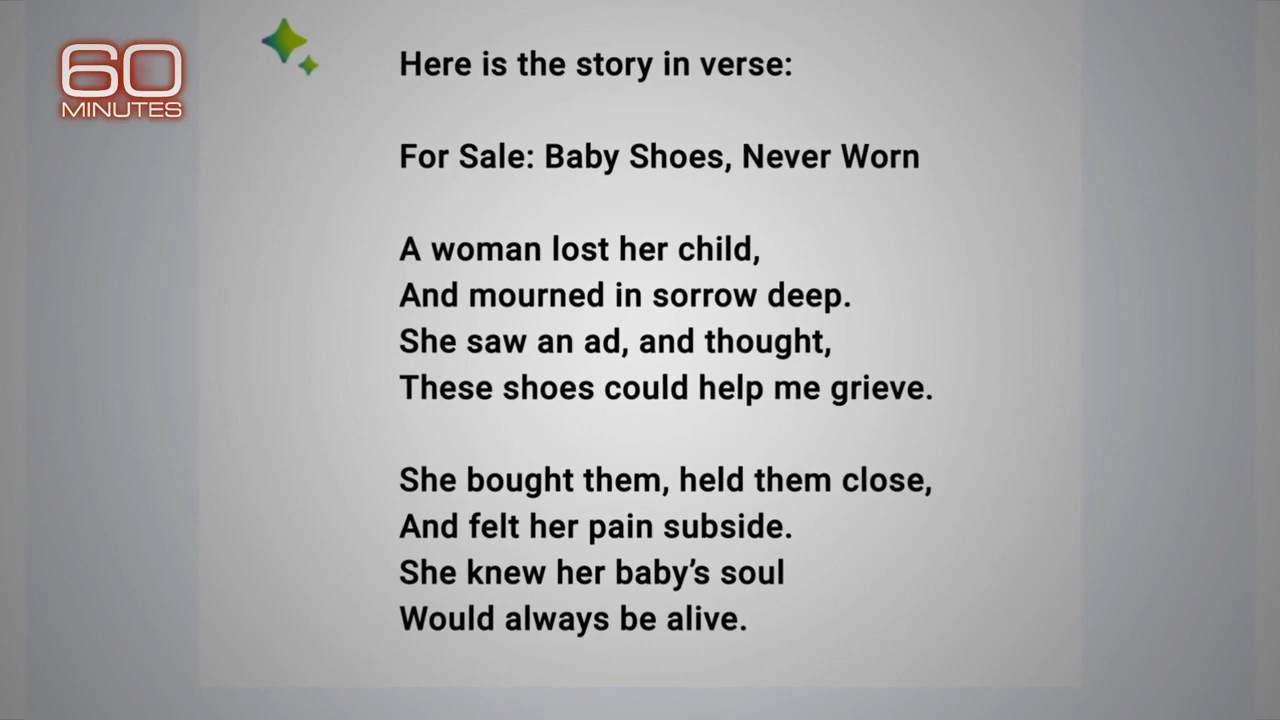 60
MINUTES
Here is the story in verse:
For Sale: Baby Shoes, Never Worn
A woman lost her child,
And mourned in sorrow deep.
She saw an ad, and thought,
These shoes could help me grieve.
She bought them, held them close,
And felt her pain subside.
She knew her baby’s soul
Would always be alive.